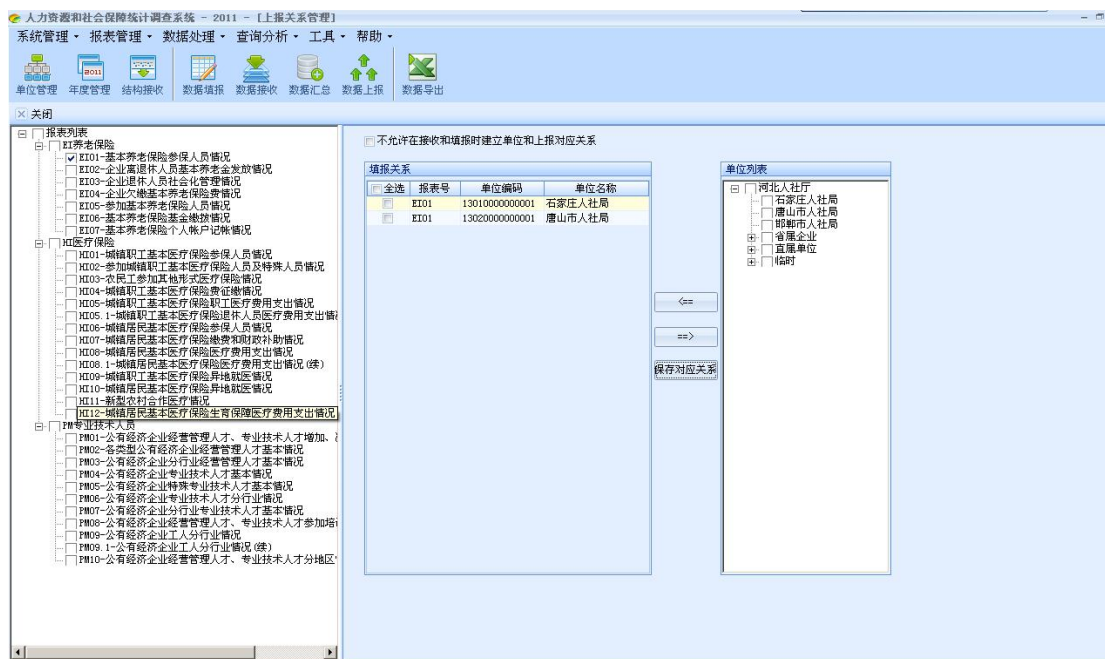 人力资源和社会保障统计调查系统 - 2011 - [上报关系管理]
系统管理 报表管理 数据处理 查询分析 工具 帮助
2011
单位管理 年度管理 结构接收 数据填报 数据接收 数据汇总 数据上报 数据导出
关闭
报表列表
EI养老保险
EI01-基本养老保险参保人员情况
EI02-企业离退休人员基本养老金发放情况
EI03-企业退休人员社会化管理情况
EI04-企业欠缴基本养老保险费情况
EI05-参加基本养老保险人员情况
EI06-基本养老保险基金缴拨情况
EI07-基本养老保险个人帐户记帐情况
HI医疗保险
HI01-城镇职工基本医疗保险参保人员情况
HI02-参加城镇职工基本医疗保险人员及特殊人员情况
HI03-农民工参加其他形式医疗保险情况
HI04-城镇职工基本医疗保险费征缴情况
HI05-城镇职工基本医疗保险职工医疗费用支出情况
HI05.1-城镇职工基本医疗保险退休人员医疗费用支出情
HI06-城镇居民基本医疗保险参保人员情况
HI07-城镇居民基本医疗保险缴费和财政补助情况
HI08-城镇居民基本医疗保险医疗费用支出情况
HI08.1-城镇居民基本医疗保险医疗费用支出情况(续)
HI09-城镇职工基本医疗保险异地就医情况
HI10-城镇居民基本医疗保险异地就医情况
HI11-新型农村合作医疗情况
HI12-城镇居民基本医疗保险生育保障医疗费用支出情况
PM专业技术人员
PM01-公有经济企业经营管理人才、专业技术人才增加、
PM02-各类型公有经济企业经营管理人才基本情况
PM03-公有经济企业分行业经营管理人才基本情况
PM04-公有经济企业专业技术人才基本情况
PM05-公有经济企业特殊专业技术人才基本情况
PM06-公有经济企业专业技术人才分行业情况
PM07-公有经济企业分行业专业技术人才基本情况
PM08-公有经济企业经营管理人才、专业技术人才参加培
PM09-公有经济企业工人分行业情况
PM09.1-公有经济企业工人分行业情况(续)
PM10-公有经济企业经营管理人才、专业技术人才分地区
不允许在接收和填报时建立单位和上报对应关系
填报关系
全选 报表号 单位编码 单位名称
EI01 13010000000001 石家庄人社局
EI01 13020000000001 唐山市人社局
<==
==>
保存对应关系
单位列表
河北人社厅
石家庄人社局
唐山市人社局
邯郸市人社局
省属企业
直属单位
临时